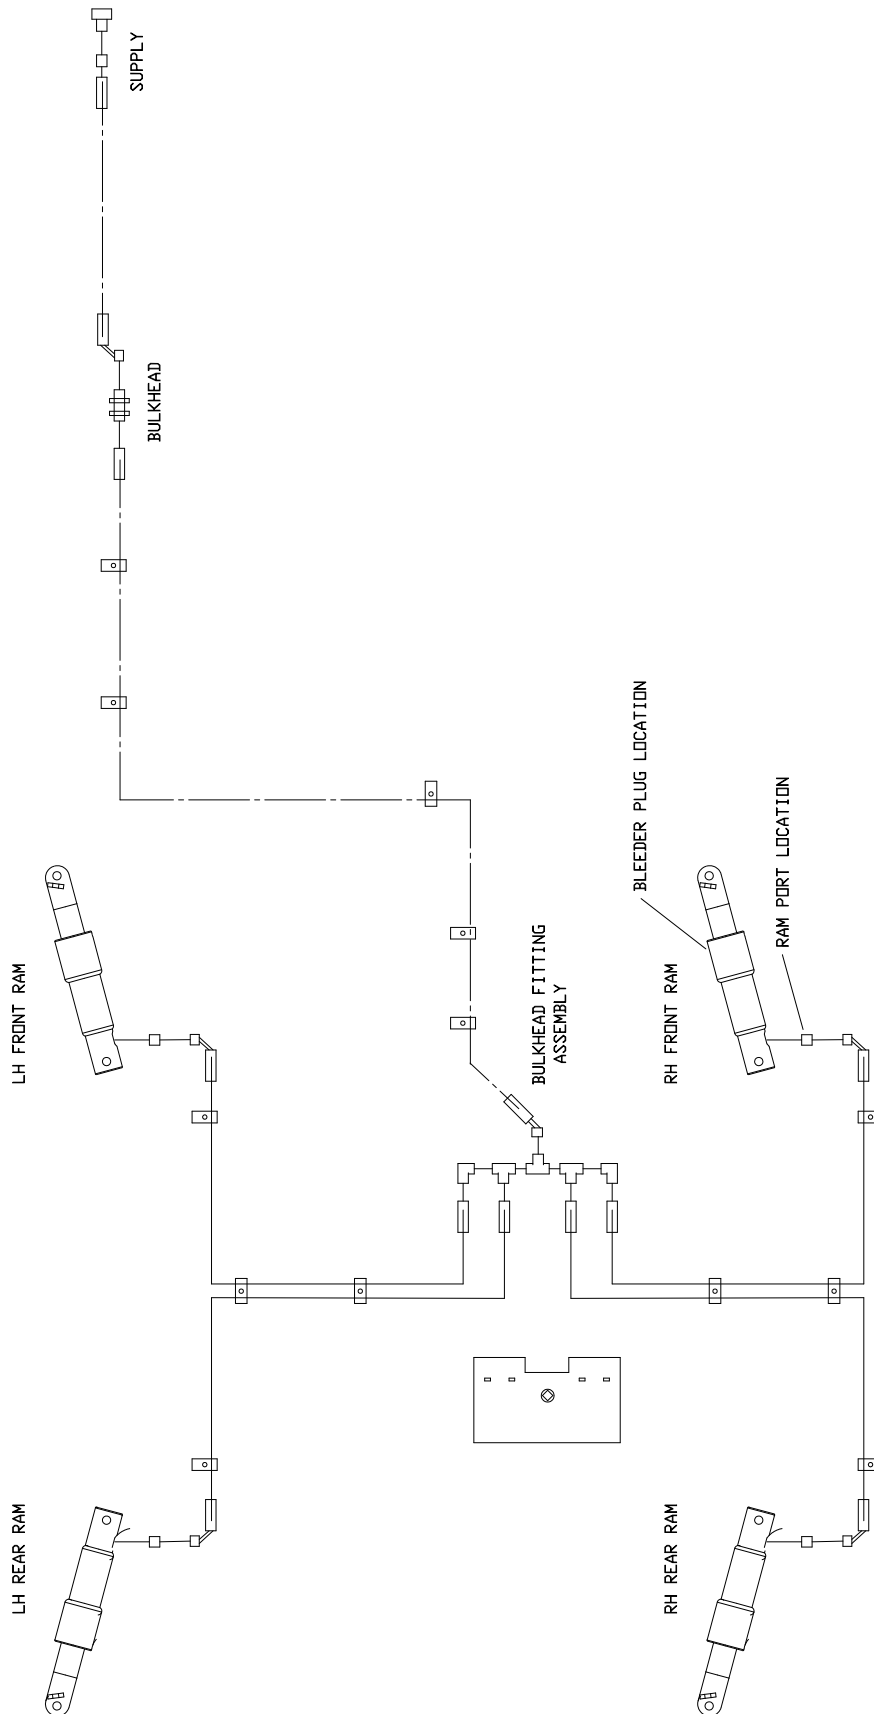 SUPPLY
BULKHEAD
BLEEDER PLUG LOCATION
RAM PORT LOCATION
LH FRONT RAM
BULKHEAD FITTING
ASSEMBLY
RH FRONT RAM
LH REAR RAM
RH REAR RAM